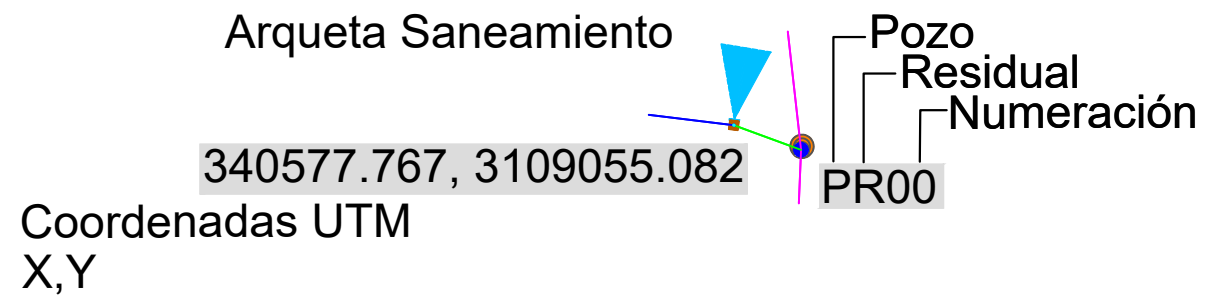 Arqueta Saneamiento
Pozo
Residual
Numeración
340577.767, 3109055.082
PR00
Coordenadas UTM
X,Y